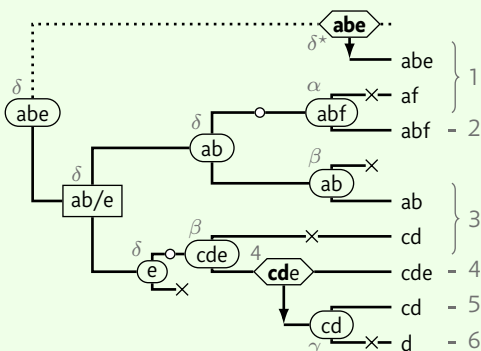 abe
δ*
abe
1
δ
abe
α
af
δ
abf
abf
2
ab
β
δ
ab
ab/e
ab
3
β
cd
δ
cde
4
e
cde
cde
4
cd
5
cd
γ
d
6